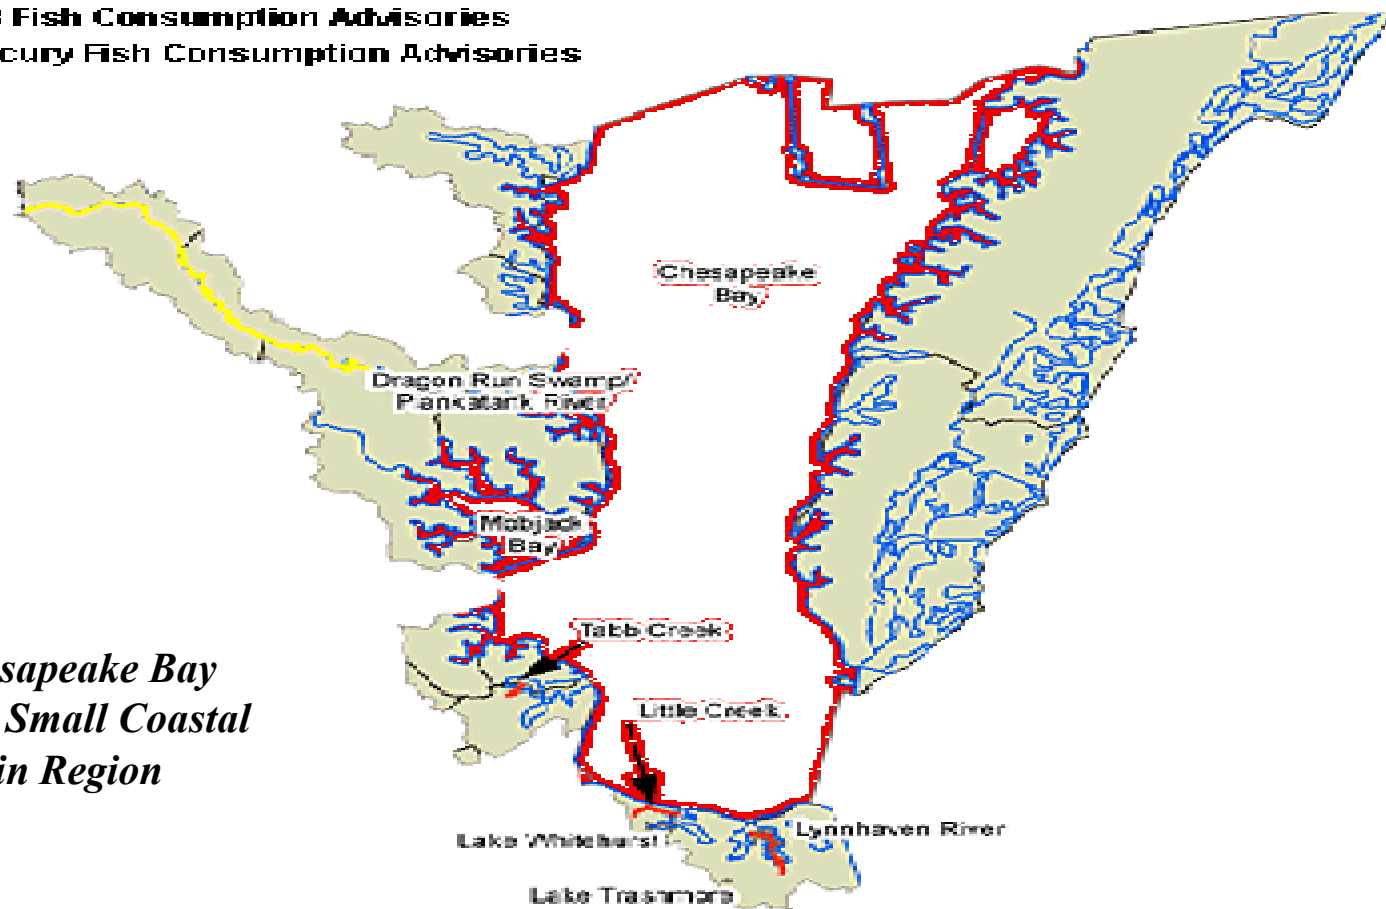 Fish Consumption Advisories
cury Fish Consumption Advisories
Chesapeake
Bay
Dragon Run Swamp/
Piankatank River
Mobjack
Bay
Tabb Creek
sapeake Bay
Small Coastal
in Region
Little Creek
Lake Whitehurst
Lynnhaven River
Lake Trashmore